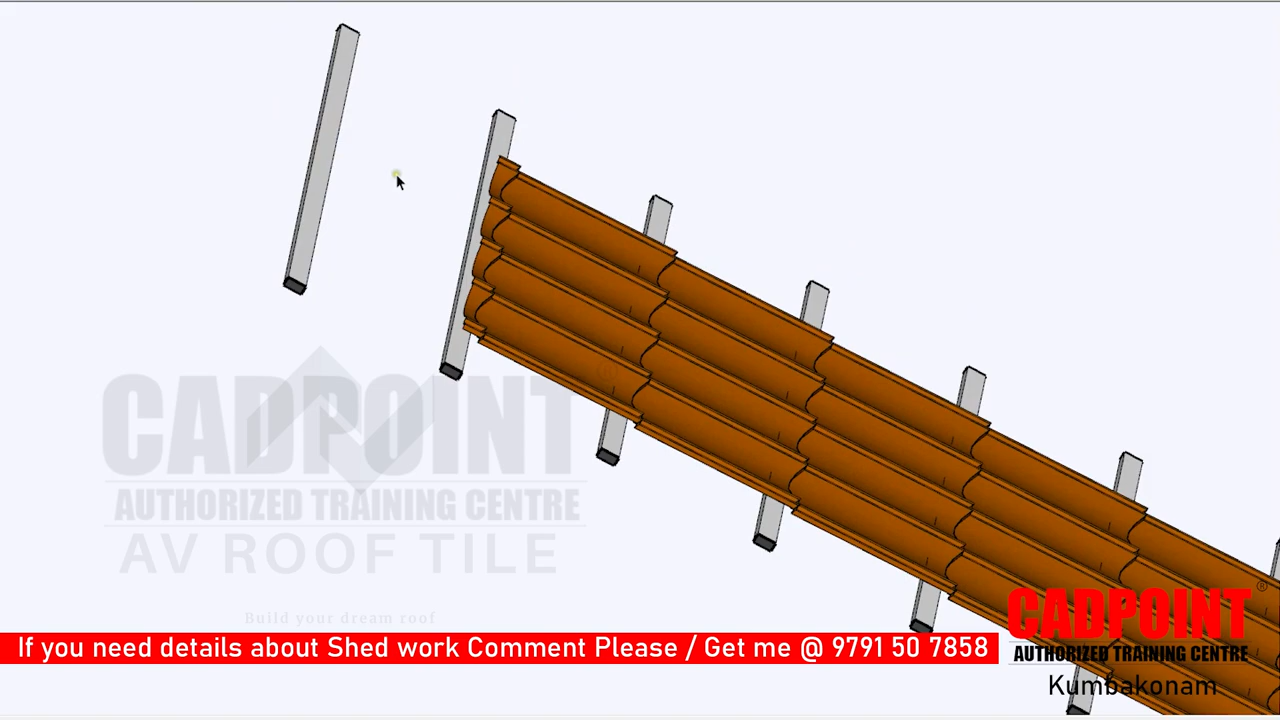 CADPOINT
AUTHORIZED TRAINING CENTRE
AV ROOF TILE
Build your dream roof
If you need details about Shed work Comment Please / Get me @ 9791 50 7858
CADPOINT ®
AUTHORIZED TRAINING CENTRE
Kumbakonam